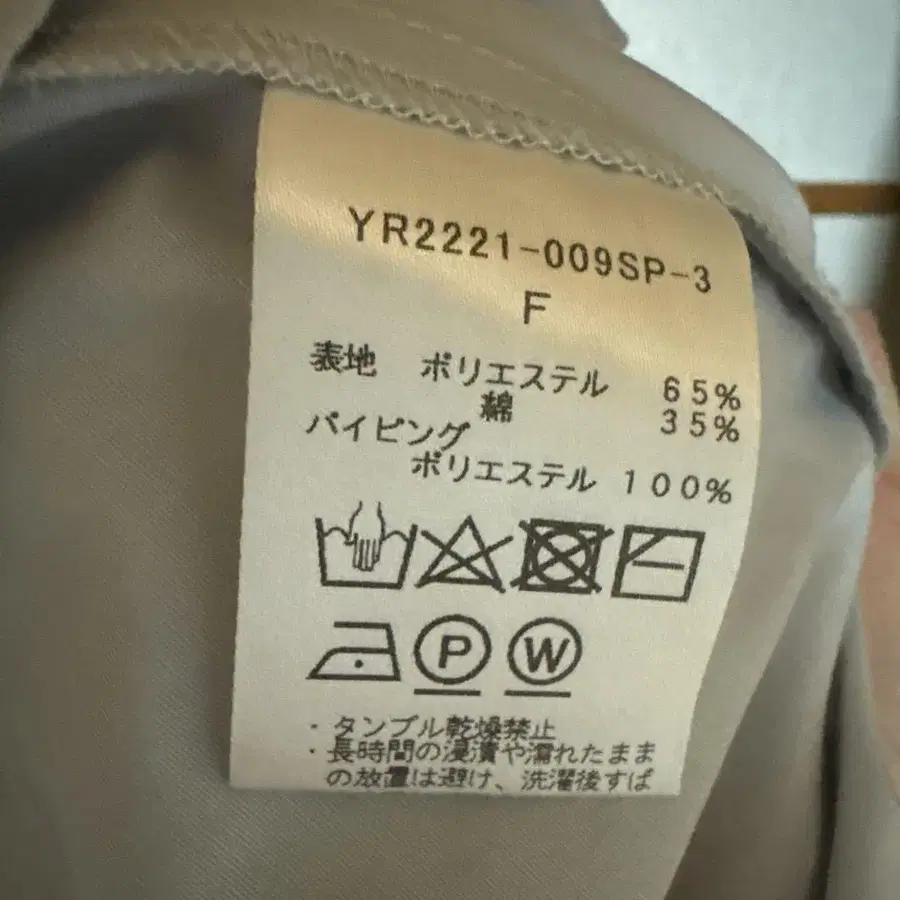 YR2221-009SP-3
F
表地 ポリエステル 65%
綿 35%
パイピング
ポリエステル 100%
P W
・タンブル乾燥禁止
・長時間の浸漬や濡れたまま
の放置は避け、洗濯後すば